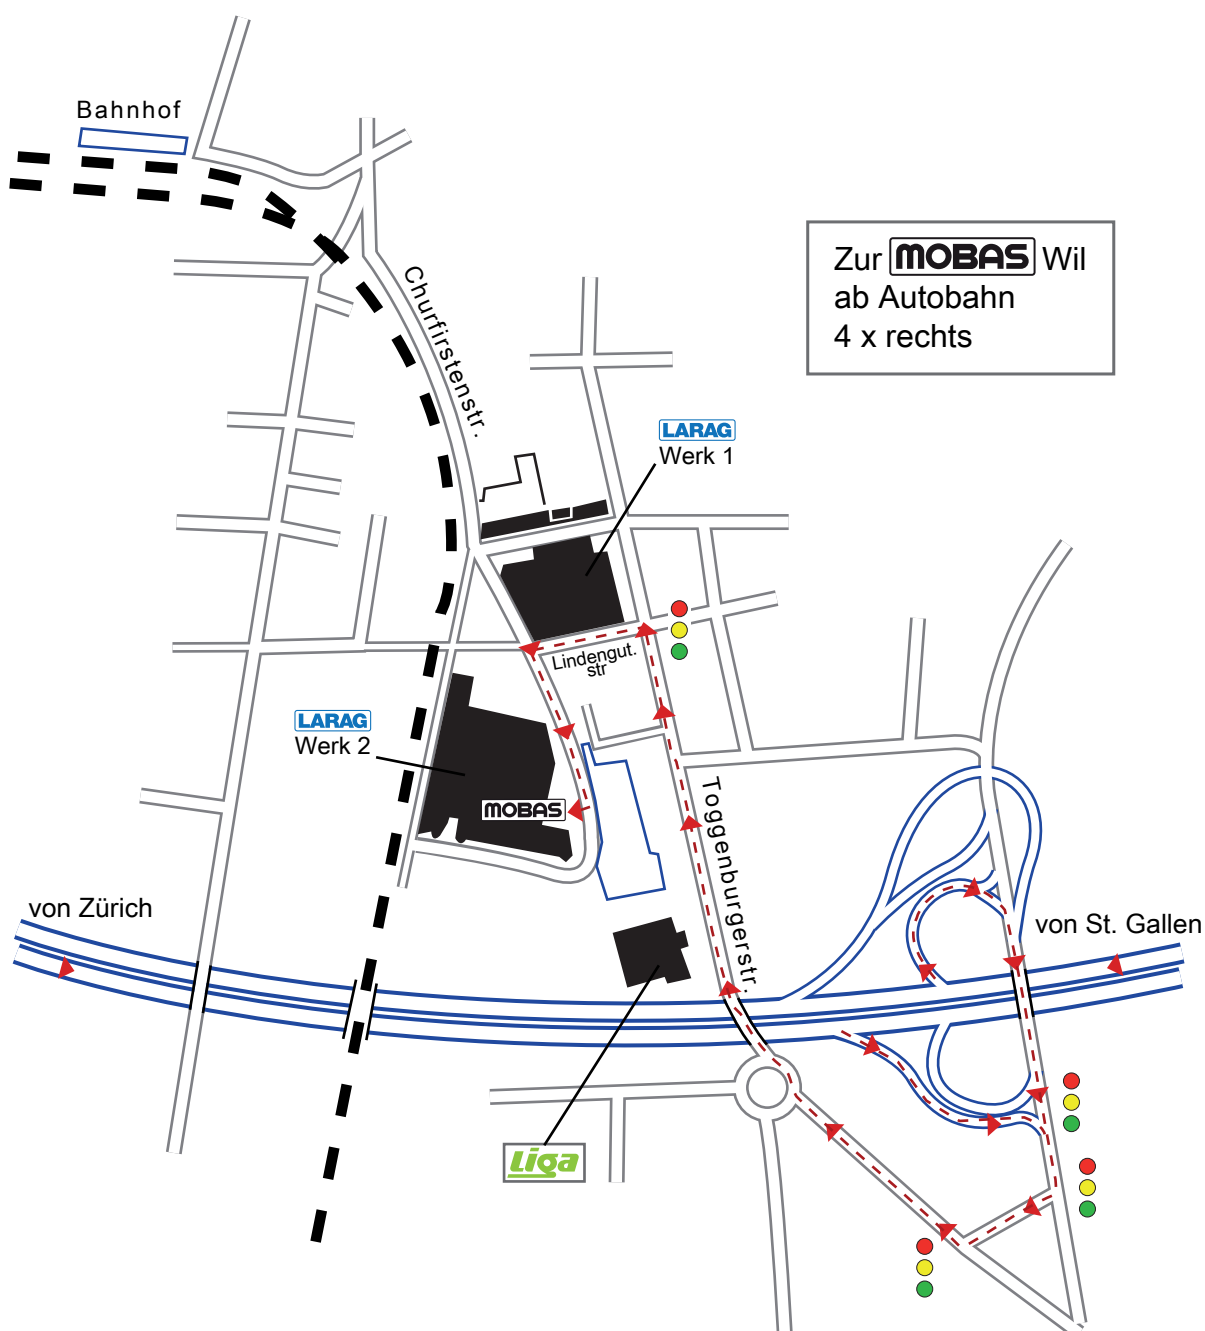 Bahnhof
Churfirstenstr.
Zur MOBAS Wil
ab Autobahn
4 x rechts
LARAG
Werk 1
Lindengut.
str
LARAG
Werk 2
MOBAS
Toggenburgerstr.
von Zürich
von St. Gallen
Liga